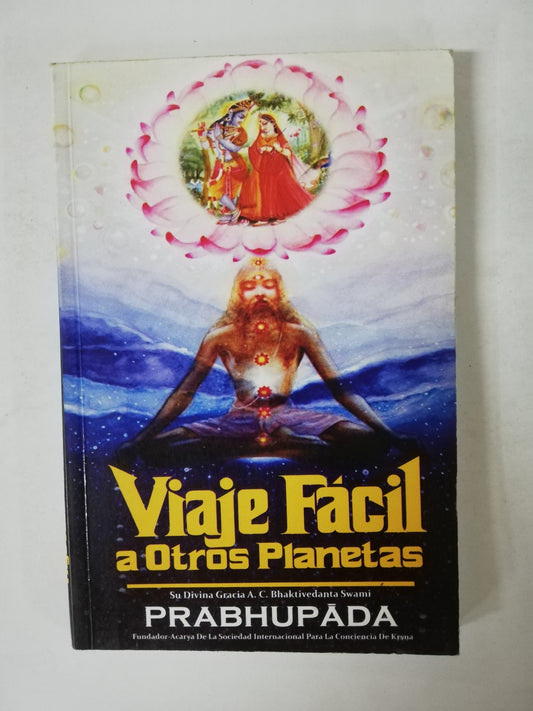 Viaje Fácil
a Otros Planetas
Su Divina Gracia A. C. Bhaktivedanta Swami
PRABHUPĀDA
Fundador-Acarya De La Sociedad Internacional Para La Conciencia De Kṛṣṇa